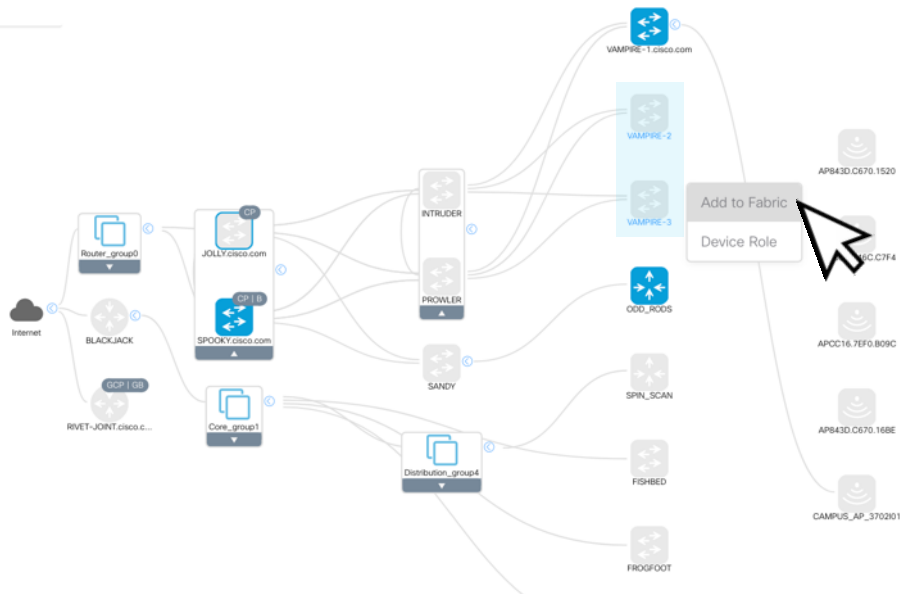 VAMPIRE-1.cisco.com
VAMPIRE-2
AP843D.C670.1520
VAMPIRE-3
Add to Fabric
INTRUDER
CP
Device Role
Router_group0
JOLLY.cisco.com
46C.C7F4
PROWLER
CP | B
ODD_RODS
Internet
BLACKJACK
SPOOKY.cisco.com
APCC16.7EF0.B09C
GCP | GB
SANDY
SPIN_SCAN
RIVET-JOINT.cisco.c...
Core_group1
AP843D.C670.16BE
Distribution_group4
FISHBED
CAMPUS_AP_3702I01
FROGFOOT